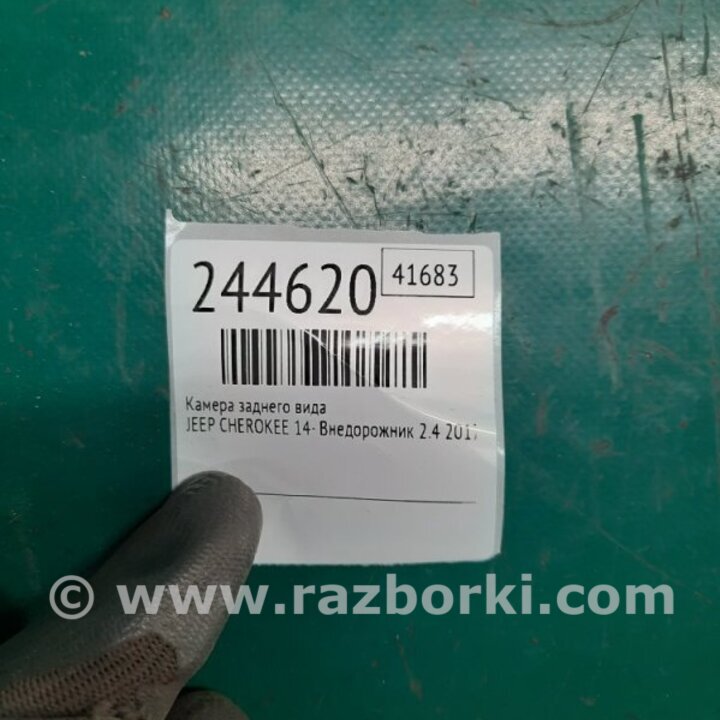 244620
41683
Камера заднего вида
JEEP CHEROKEE 14- Внедорожник 2.4 2017
© www.razborki.com